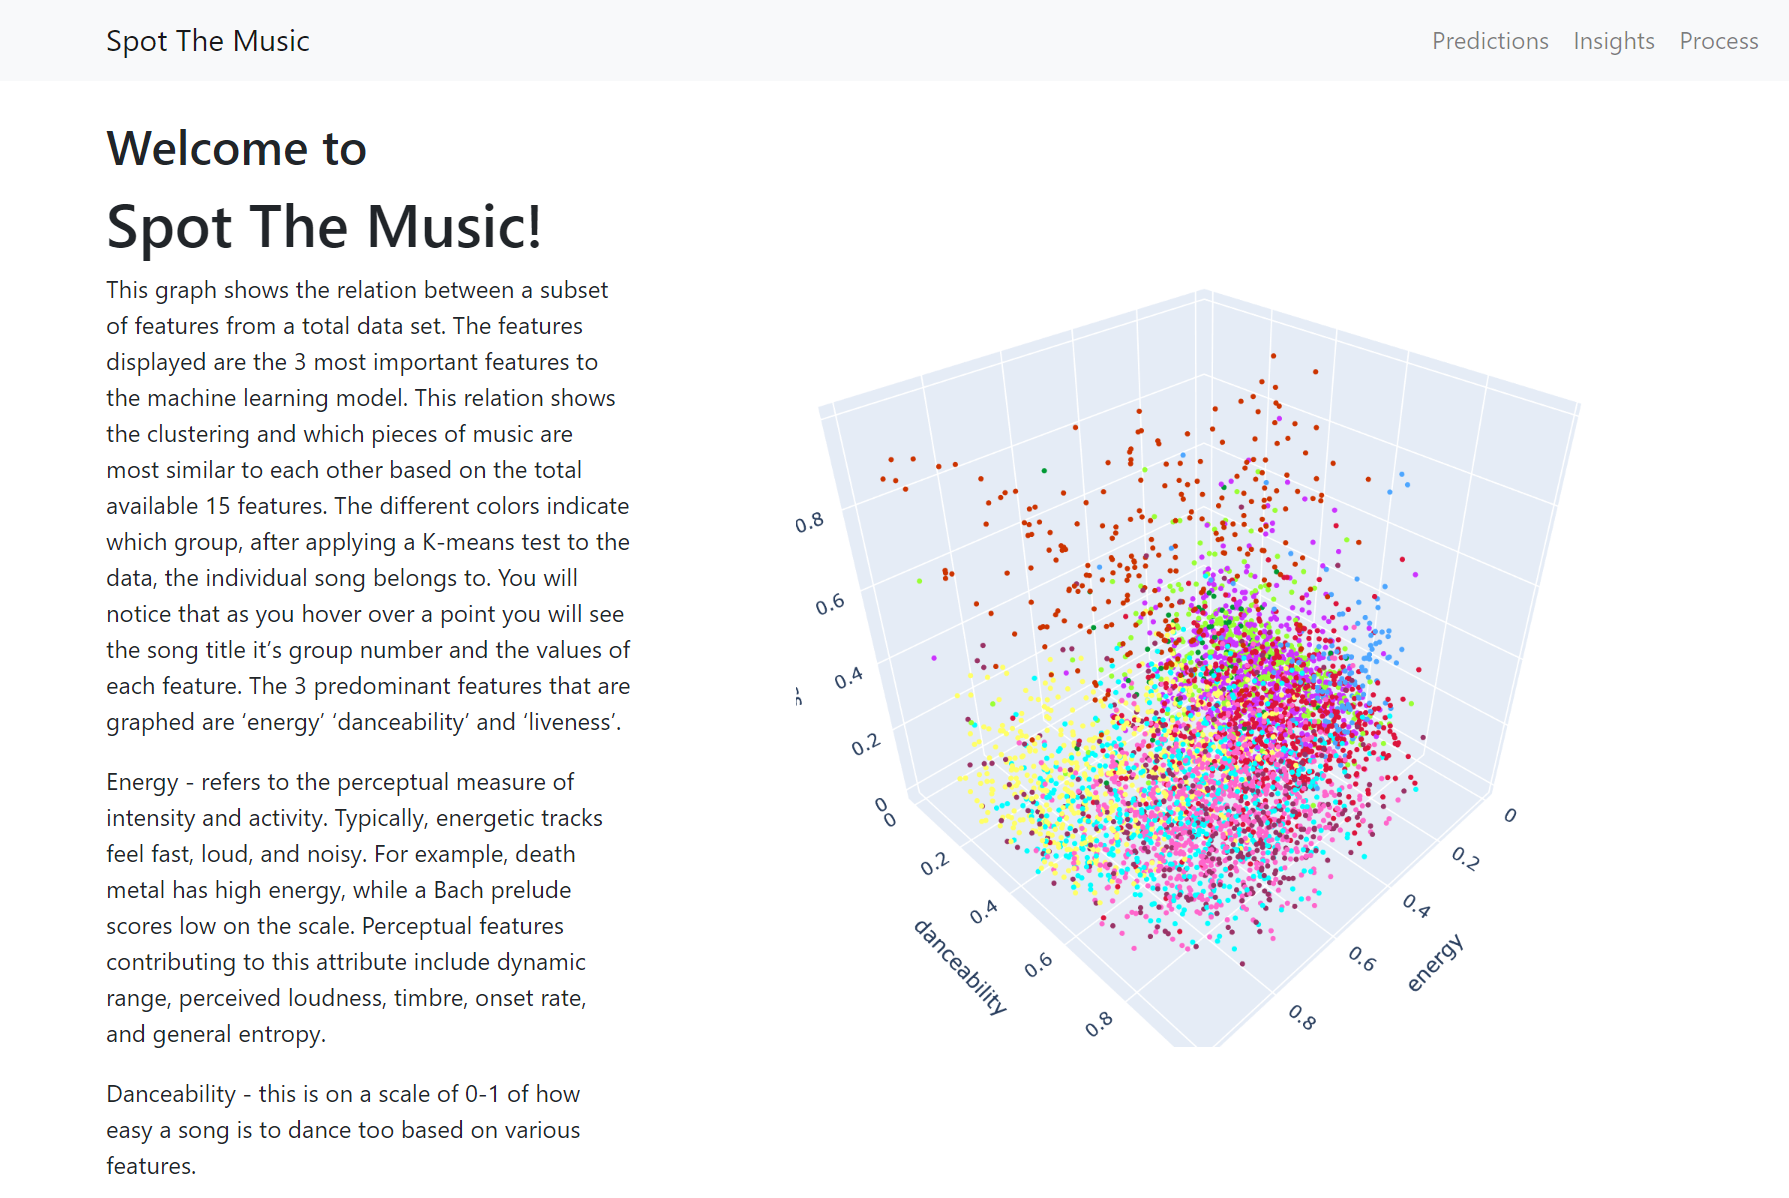 Spot The Music
Predictions Insights Process
Welcome to
Spot The Music!
This graph shows the relation between a subset
of features from a total data set. The features
displayed are the 3 most important features to
the machine learning model. This relation shows
the clustering and which pieces of music are
most similar to each other based on the total
available 15 features. The different colors indicate
which group, after applying a K-means test to the
data, the individual song belongs to. You will
notice that as you hover over a point you will see
the song title it’s group number and the values of
each feature. The 3 predominant features that are
graphed are ‘energy’ ‘danceability’ and ‘liveness’.
Energy - refers to the perceptual measure of
intensity and activity. Typically, energetic tracks
feel fast, loud, and noisy. For example, death
metal has high energy, while a Bach prelude
scores low on the scale. Perceptual features
contributing to this attribute include dynamic
range, perceived loudness, timbre, onset rate,
and general entropy.
Danceability - this is on a scale of 0-1 of how
easy a song is to dance too based on various
features.
0.8
0.6
0.4
0.2
0
0
0.2
0.4
0.6
0.8
danceability
0
0.2
0.4
0.6
0.8
energy